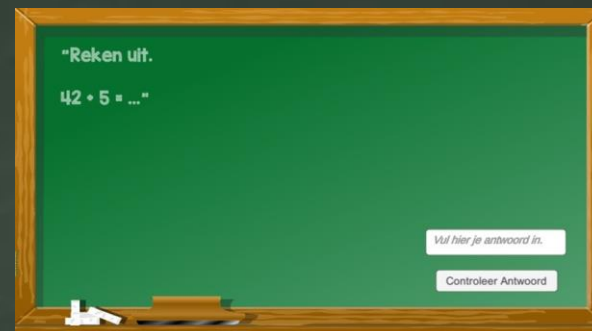 "Reken uit.
42 + 5 = ..."
Vul hier je antwoord in.
Controleer Antwoord